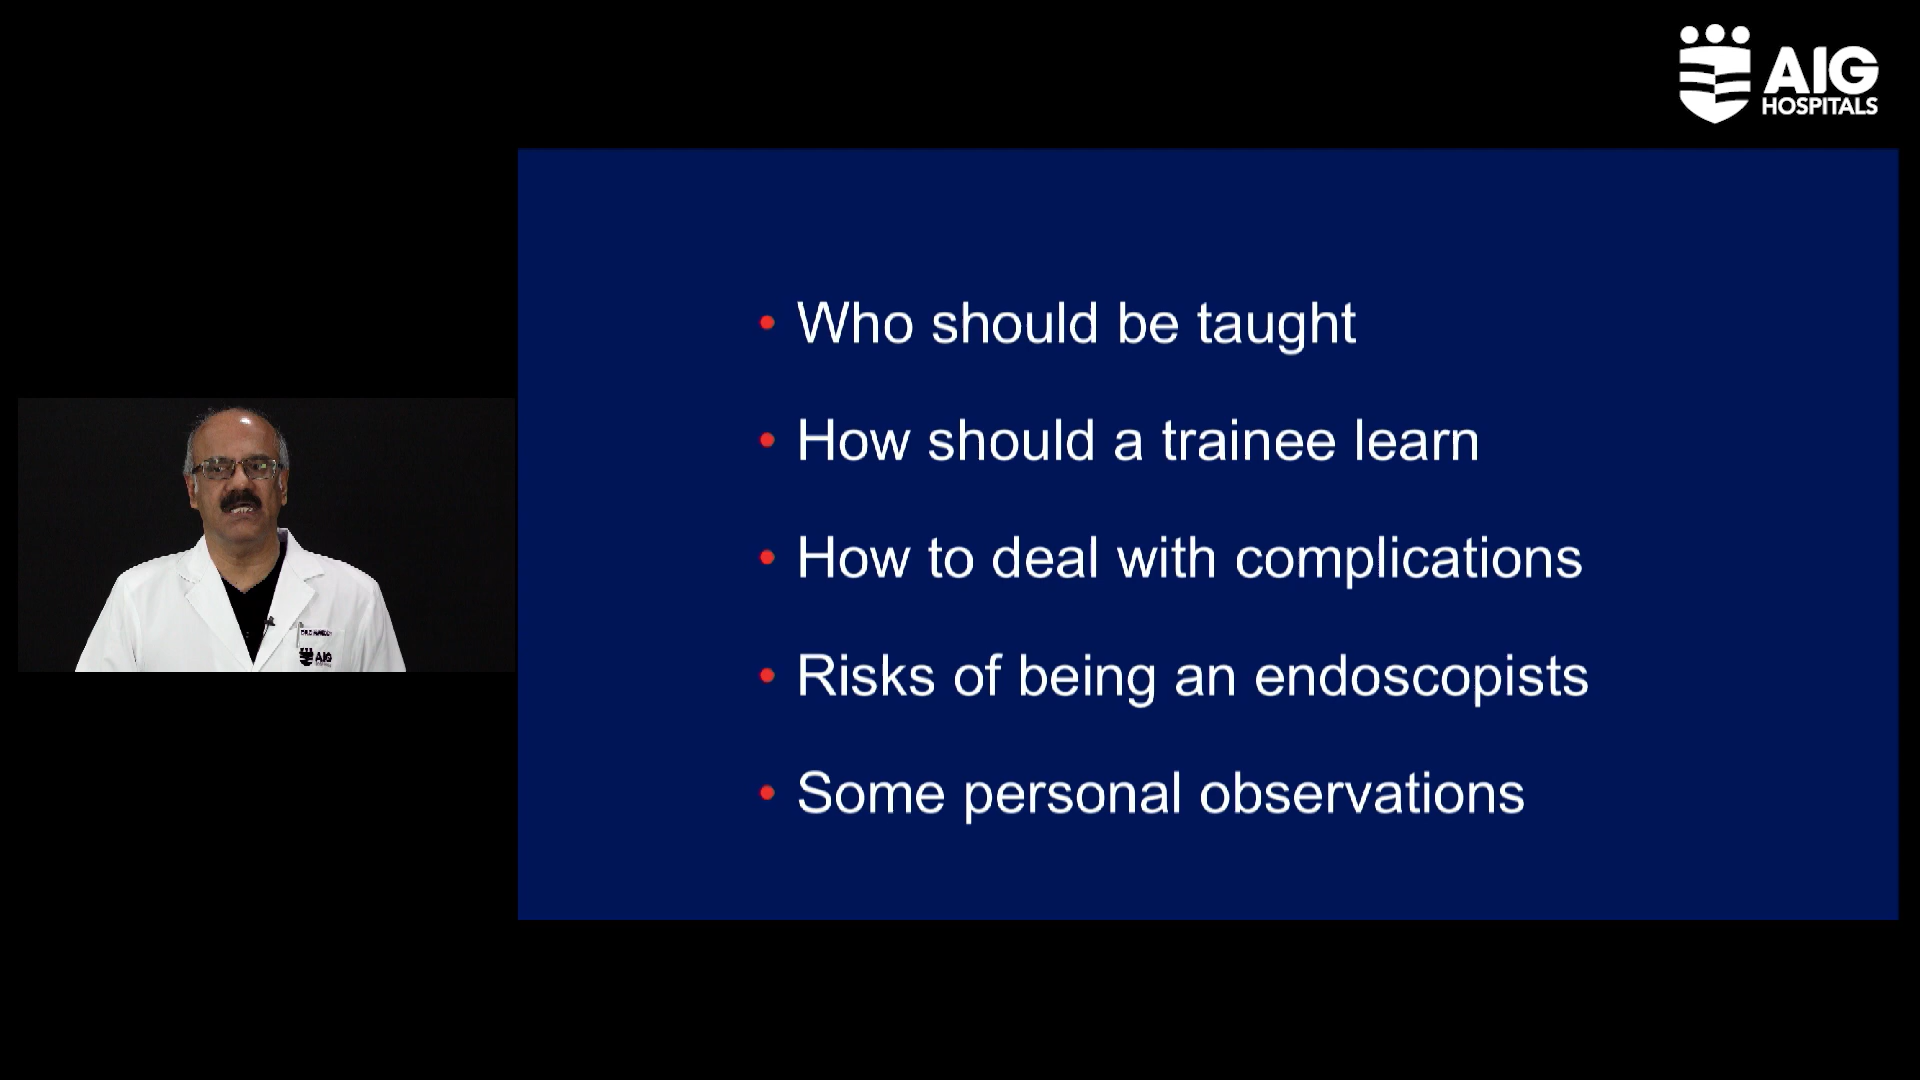 AIG
HOSPITALS
• Who should be taught
• How should a trainee learn
• How to deal with complications
• Risks of being an endoscopists
• Some personal observations
AIG